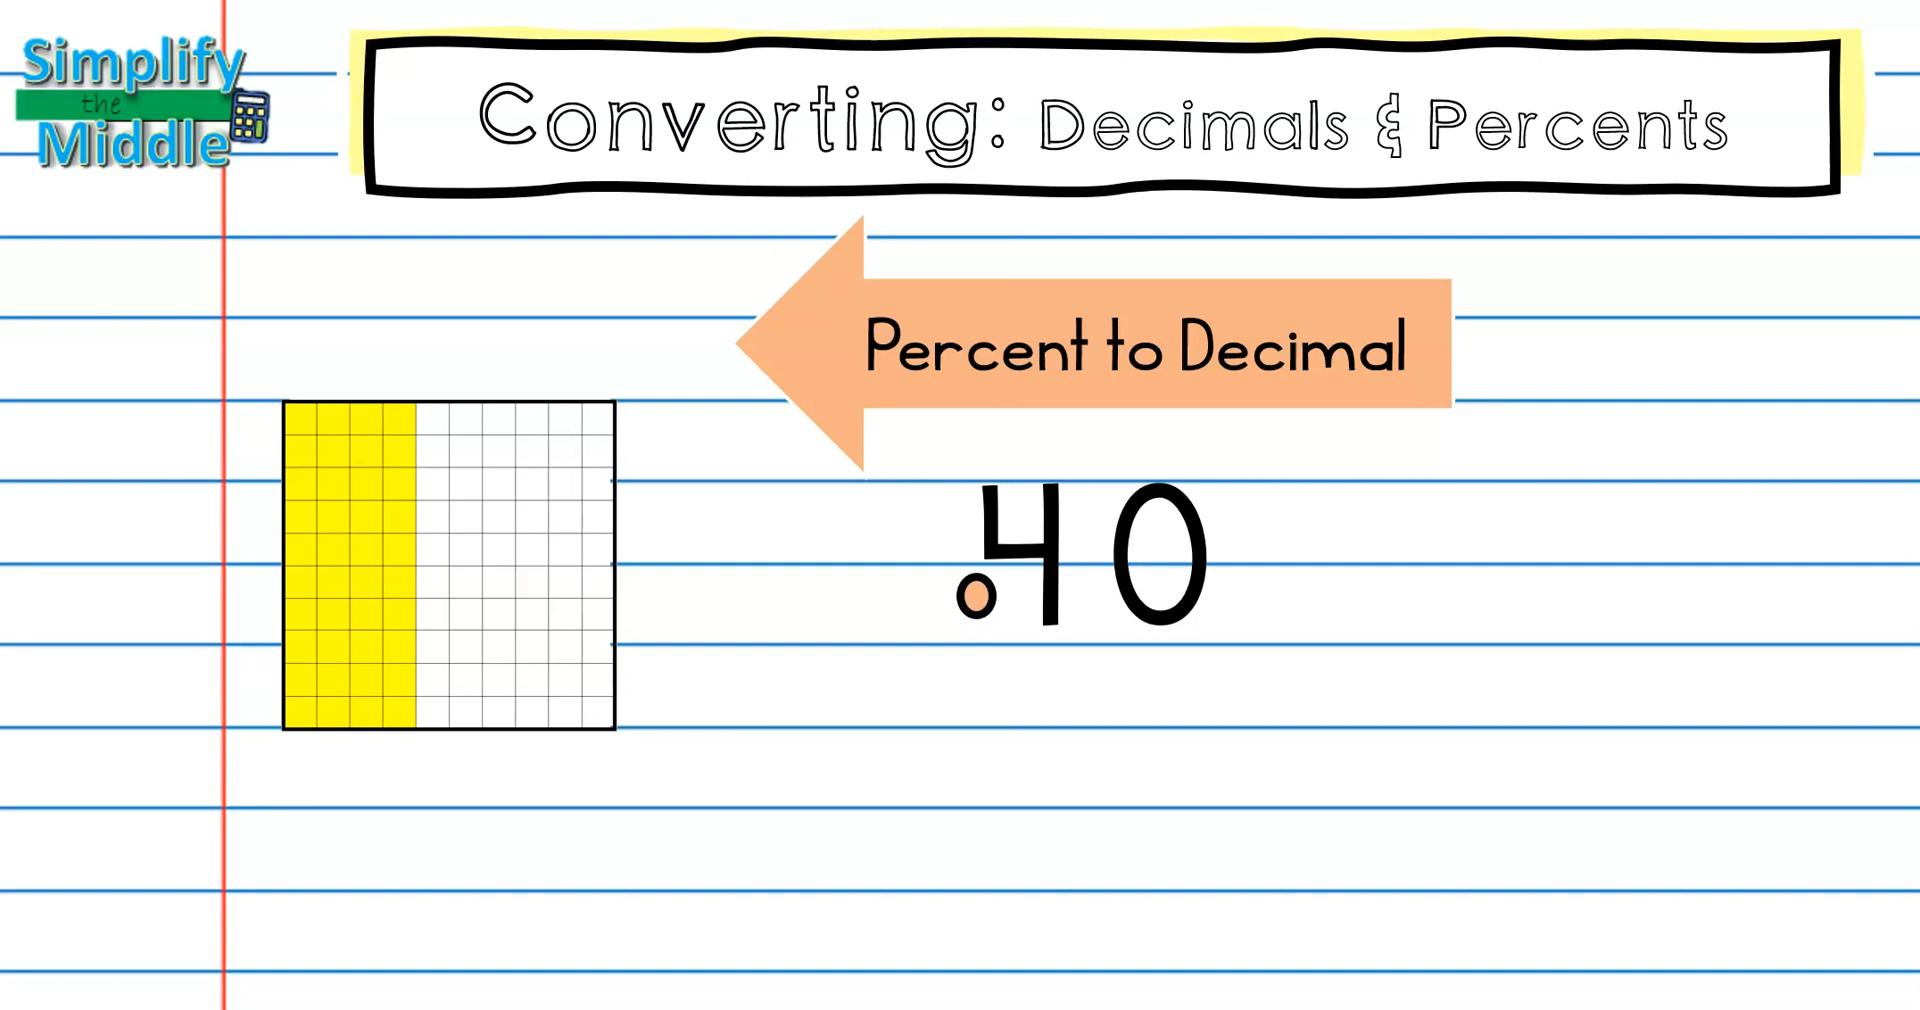 Simplify
the
Middle
Converting: Decimals & Percents
Percent to Decimal
.40